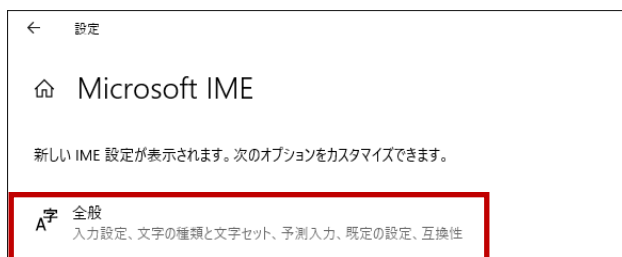 設定
Microsoft IME
新しい IME 設定が表示されます。次のオプションをカスタマイズできます。
A字 全般
入力設定、文字の種類と文字セット、予測入力、既定の設定、互換性